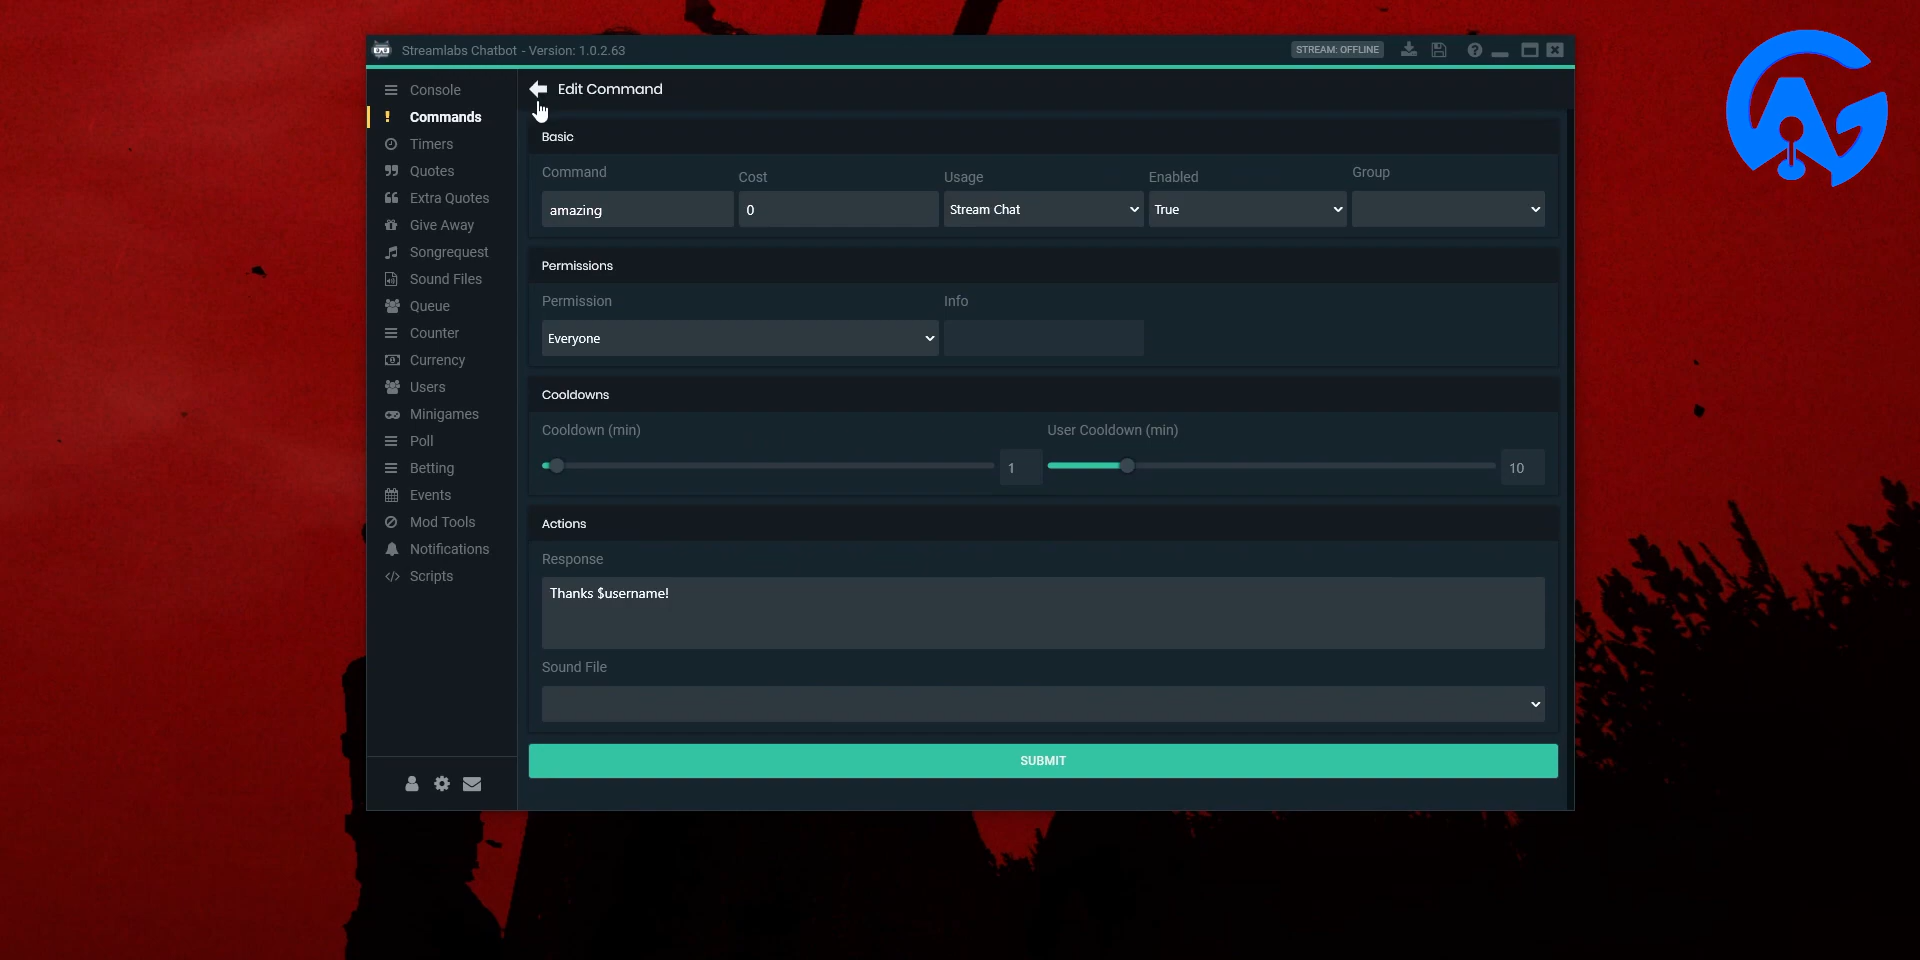 Streamlabs Chatbot - Version: 1.0.2.63
STREAM: OFFLINE
Console
Commands
Timers
Quotes
Extra Quotes
Give Away
Songrequest
Sound Files
Queue
Counter
Currency
Users
Minigames
Poll
Betting
Events
Mod Tools
Notifications
Scripts
Edit Command
Basic
Command Cost Usage Enabled Group
amazing 0 Stream Chat True
Permissions
Permission Info
Everyone
Cooldowns
Cooldown (min) User Cooldown (min)
1 10
Actions
Response
Thanks $username!
Sound File
SUBMIT